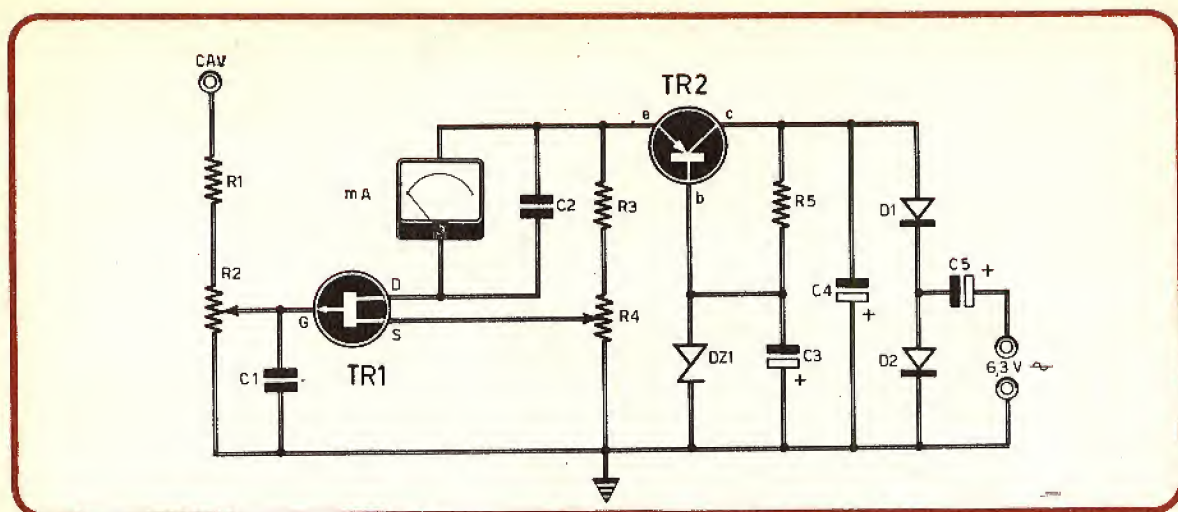 CAV
TR2
e
c
R1
mA
C2
R3
b
R5
D1
R2
D
C5
+
G
S
R4
C4
+
TR1
C1
DZ1
C3
+
D2
6,3 V ~